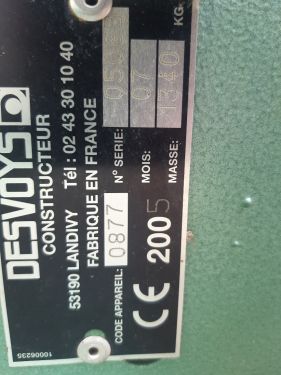 DESVOYS
CONSTRUCTEUR
53190 LANDIVY Tél : 02 43 30 10 40
FABRIQUE EN FRANCE
CODE APPAREIL: 0877 N° SERIE:
CE 2005 MOIS: 07
MASSE: 1340 KG
10006235